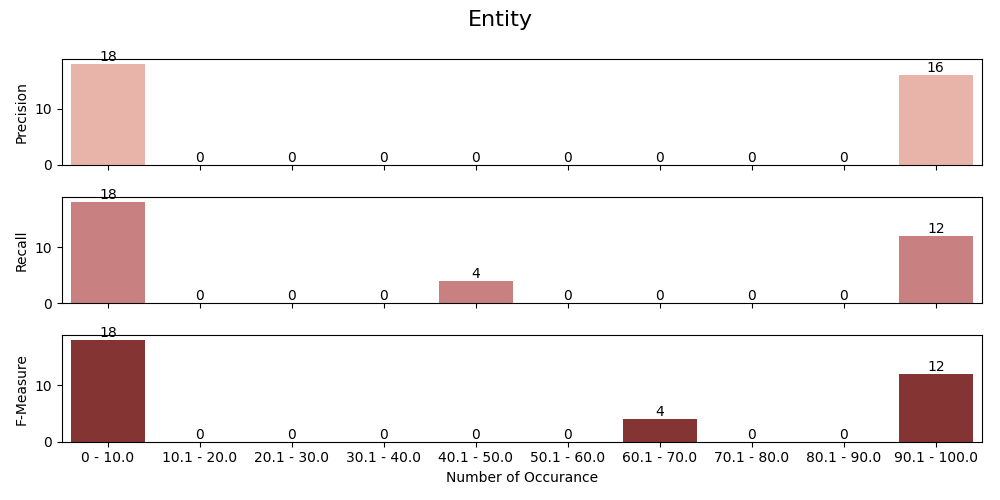 Entity
Precision
10
0
18 0 0 0 0 0 0 0 0 16
Recall
10
0
18 0 0 0 4 0 0 0 0 12
F-Measure
10
0
18 0 0 0 0 0 4 0 0 12
0 - 10.0 10.1 - 20.0 20.1 - 30.0 30.1 - 40.0 40.1 - 50.0 50.1 - 60.0 60.1 - 70.0 70.1 - 80.0 80.1 - 90.0 90.1 - 100.0
Number of Occurance